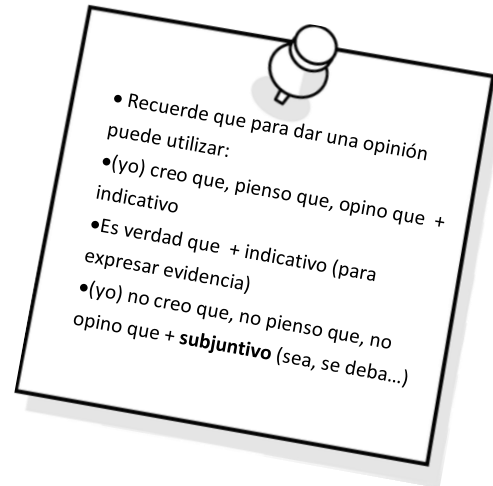 • Recuerde que para dar una opinión
puede utilizar:
•(yo) creo que, pienso que, opino que +
indicativo
•Es verdad que + indicativo (para
expresar evidencia)
•(yo) no creo que, no pienso que, no
opino que + subjuntivo (sea, se deba...)